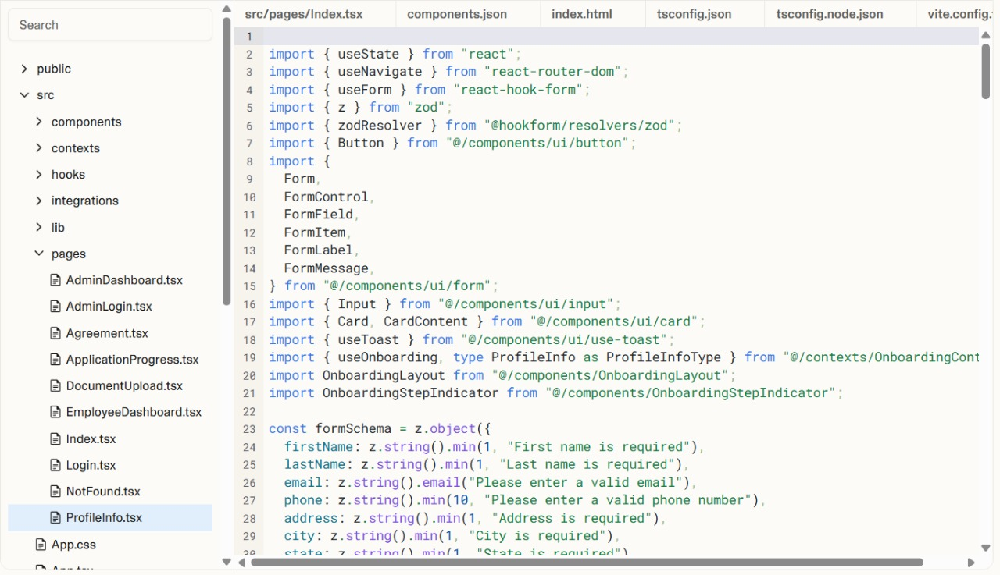 Search
public
src
components
contexts
hooks
integrations
lib
pages
AdminDashboard.tsx
AdminLogin.tsx
Agreement.tsx
ApplicationProgress.tsx
DocumentUpload.tsx
EmployeeDashboard.tsx
Index.tsx
Login.tsx
NotFound.tsx
ProfileInfo.tsx
App.css
App.tsx
src/pages/Index.tsx components.json index.html tsconfig.json tsconfig.node.json vite.config.
1
2 import { useState } from "react";
3 import { useNavigate } from "react-router-dom";
4 import { useForm } from "react-hook-form";
5 import { z } from "zod";
6 import { zodResolver } from "@hookform/resolvers/zod";
7 import { Button } from "@/components/ui/button";
8 import {
9   Form,
10   FormControl,
11   FormField,
12   FormItem,
13   FormLabel,
14   FormMessage,
15 } from "@/components/ui/form";
16 import { Input } from "@/components/ui/input";
17 import { Card, CardContent } from "@/components/ui/card";
18 import { useToast } from "@/components/ui/use-toast";
19 import { useOnboarding, type ProfileInfo as ProfileInfoType } from "@/contexts/OnboardingCont
20 import OnboardingLayout from "@/components/OnboardingLayout";
21 import OnboardingStepIndicator from "@/components/OnboardingStepIndicator";
22
23 const formSchema = z.object({
24   firstName: z.string().min(1, "First name is required"),
25   lastName: z.string().min(1, "Last name is required"),
26   email: z.string().email("Please enter a valid email"),
27   phone: z.string().min(10, "Please enter a valid phone number"),
28   address: z.string().min(1, "Address is required"),
29   city: z.string().min(1, "City is required"),
30   state: z.string().min(1, "State is required"),